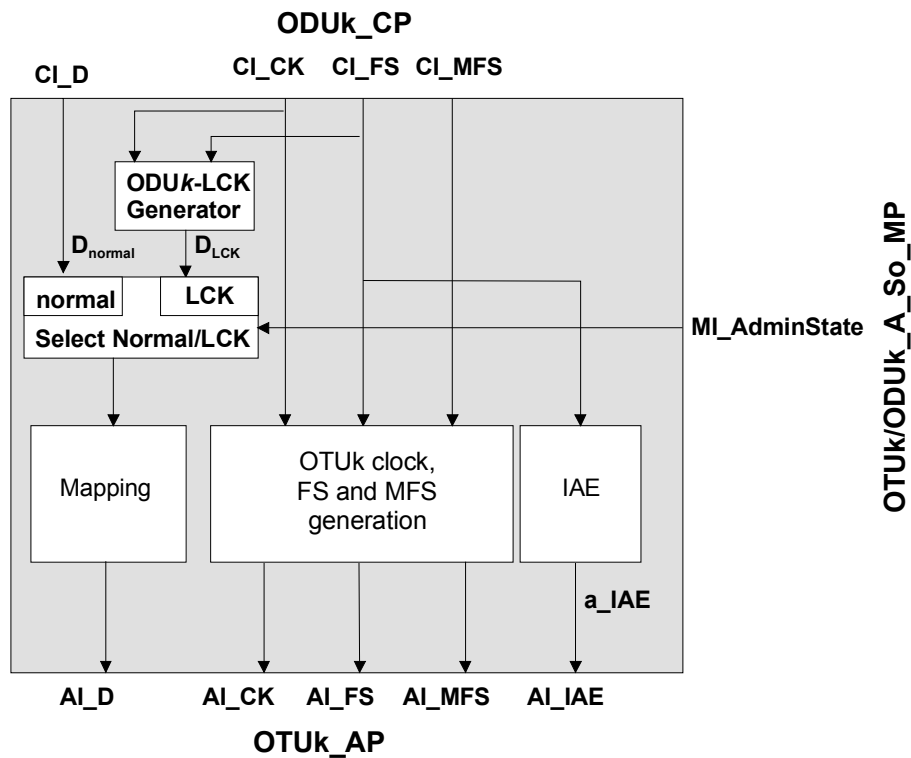 ODUk_CP
CI_D
CI_CK
CI_FS
CI_MFS
ODUk-LCK
Generator
Dnormal
DLCK
normal
LCK
Select Normal/LCK
MI_AdminState
OTUk/ODUk_A_So_MP
Mapping
OTUk clock,
FS and MFS
generation
IAE
a_IAE
AI_D
AI_CK
AI_FS
AI_MFS
AI_IAE
OTUk_AP